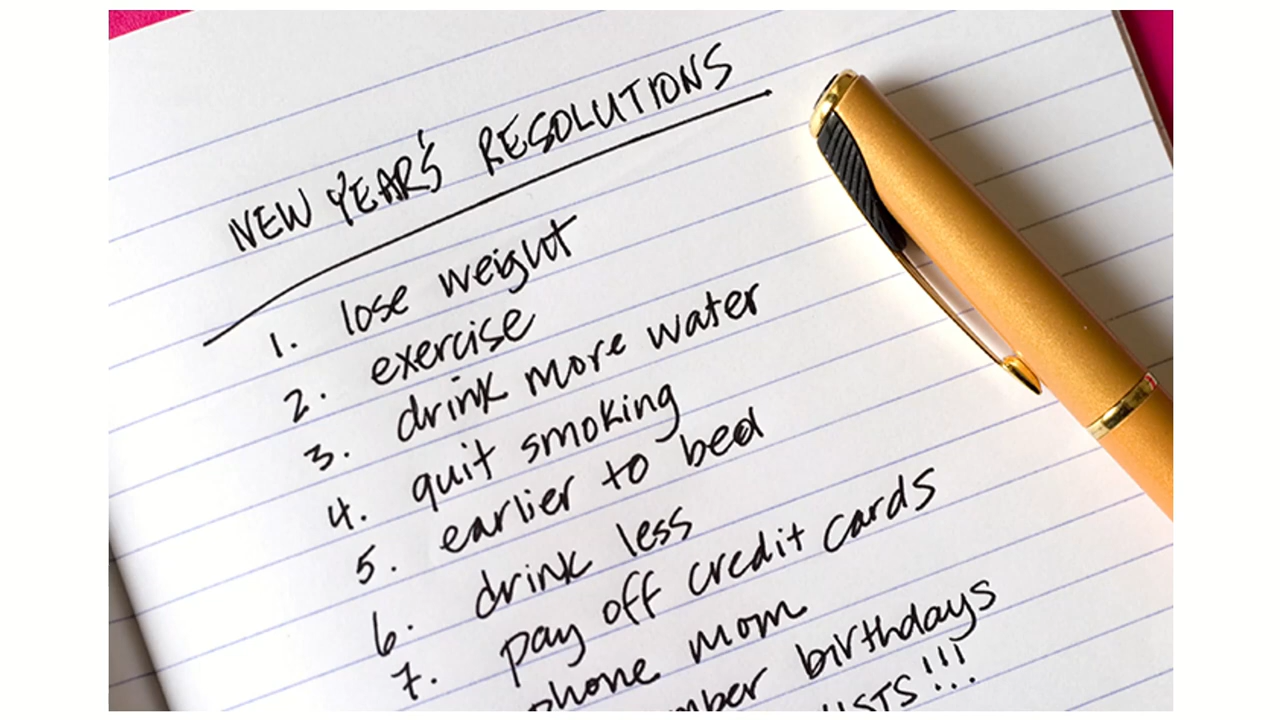 NEW YEAR'S RESOLUTIONS
1. lose weight
2. exercise
3. drink more water
4. quit smoking
5. earlier to bed
6. drink less
7. pay off credit cards
phone mom
birthdays